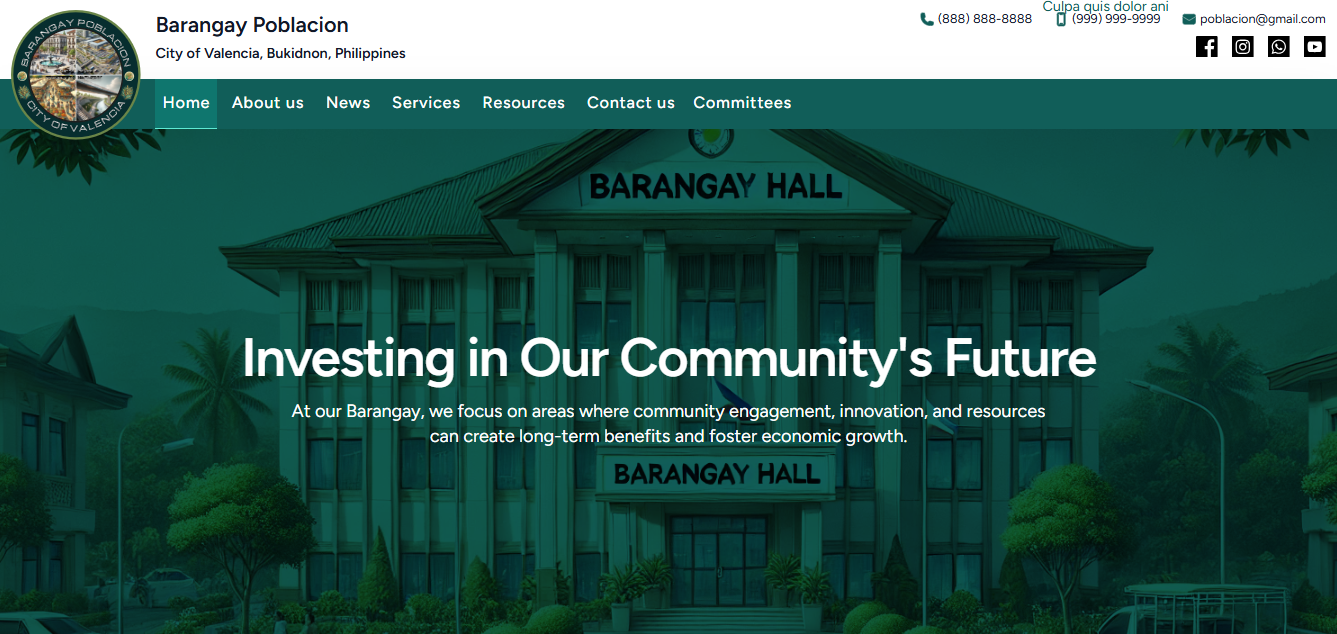 BARANGAY POBLACION
CITY OF VALENCIA
Barangay Poblacion
City of Valencia, Bukidnon, Philippines
Culpa quis dolor ani
(888) 888-8888
(999) 999-9999
poblacion@gmail.com
Home
About us
News
Services
Resources
Contact us
Committees
BARANGAY HALL
Investing in Our Community's Future
At our Barangay, we focus on areas where community engagement, innovation, and resources
can create long-term benefits and foster economic growth.
BARANGAY HALL